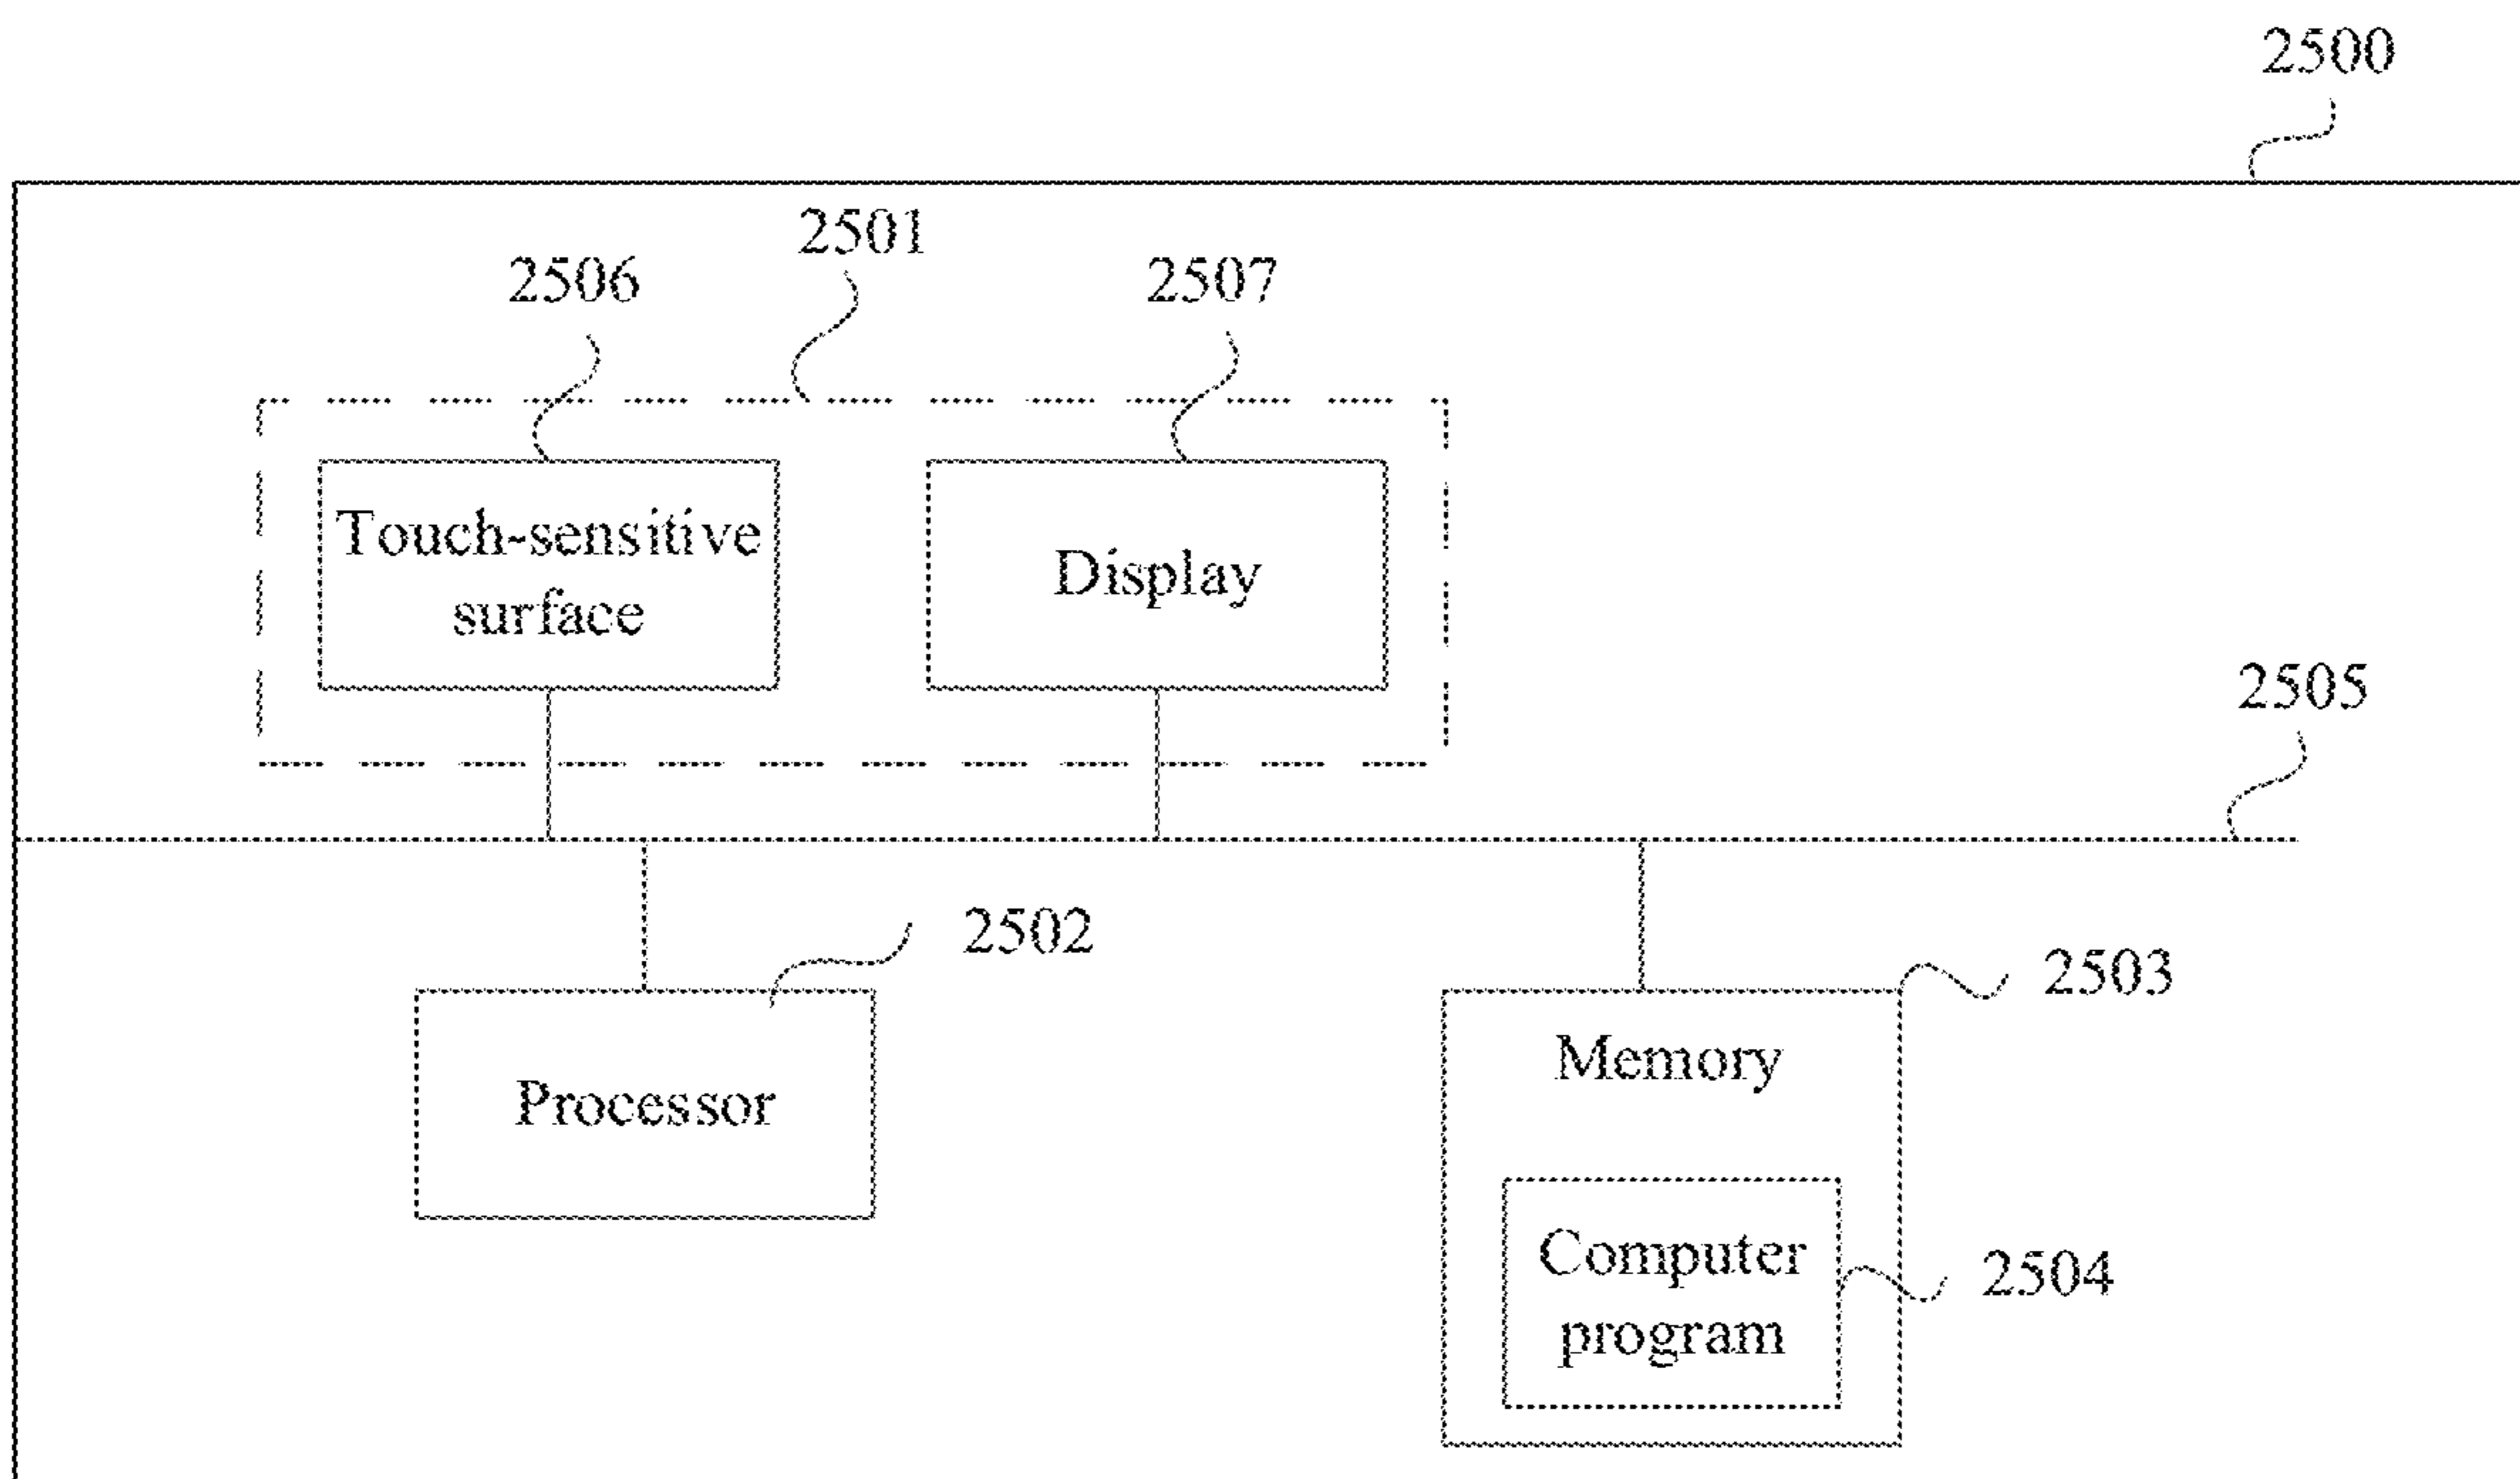 2500
2501
2506
2507
Touch-sensitive
surface
Display
2505
2502
2503
Processor
Memory
Computer
program
2504